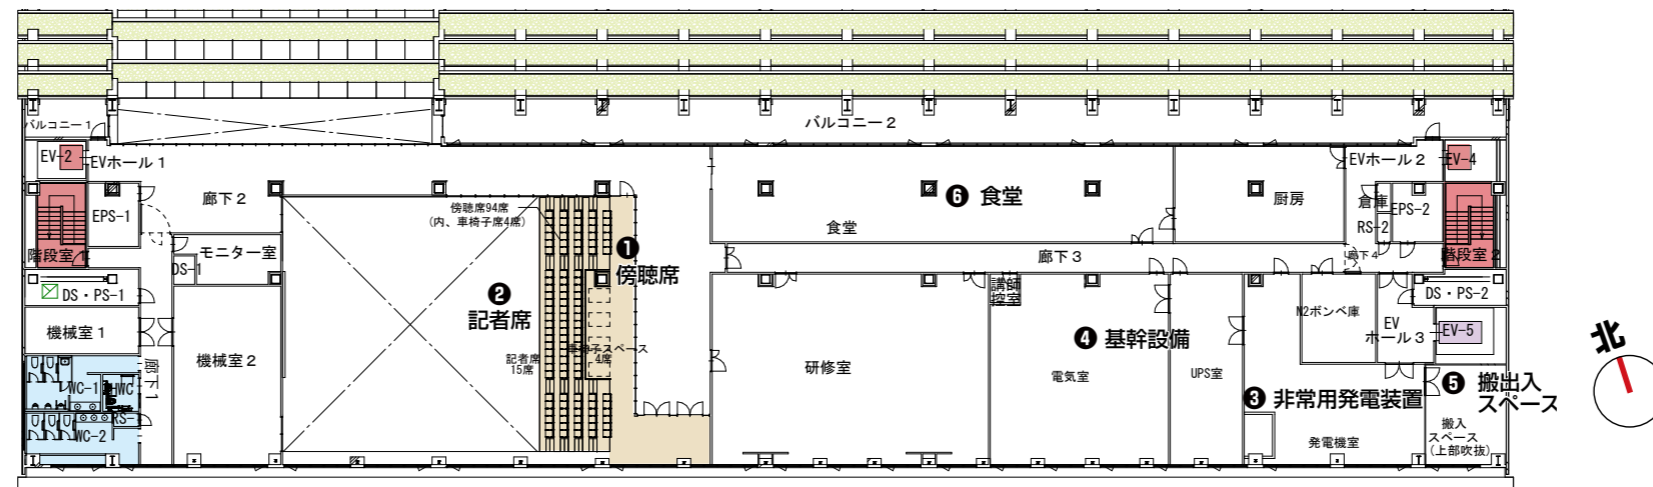 バルコニー1
バルコニー2
EV-2
EVホール1
EVホール2
EV-4
廊下2
EPS-1
傍聴席94席
(内、車椅子席4席)
❻ 食堂
食堂
厨房
倉庫
EPS-2
RS-2
階段室1
モニター室
DS-1
❶
傍聴席
廊下3
廊下4
階段室2
DS・PS-1
❷
記者席
講師
控室
DS・PS-2
機械室1
機械室2
記者席
15席
車椅子スペース
4席
研修室
❹ 基幹設備
電気室
UPS室
N2ボンベ庫
EV
ホール3
EV-5
廊下1
WC-1
HWC
RS-1
WC-2
❸ 非常用発電装置
発電機室
❺ 搬出入
スペース
搬入
スペース
(上部吹抜)
北